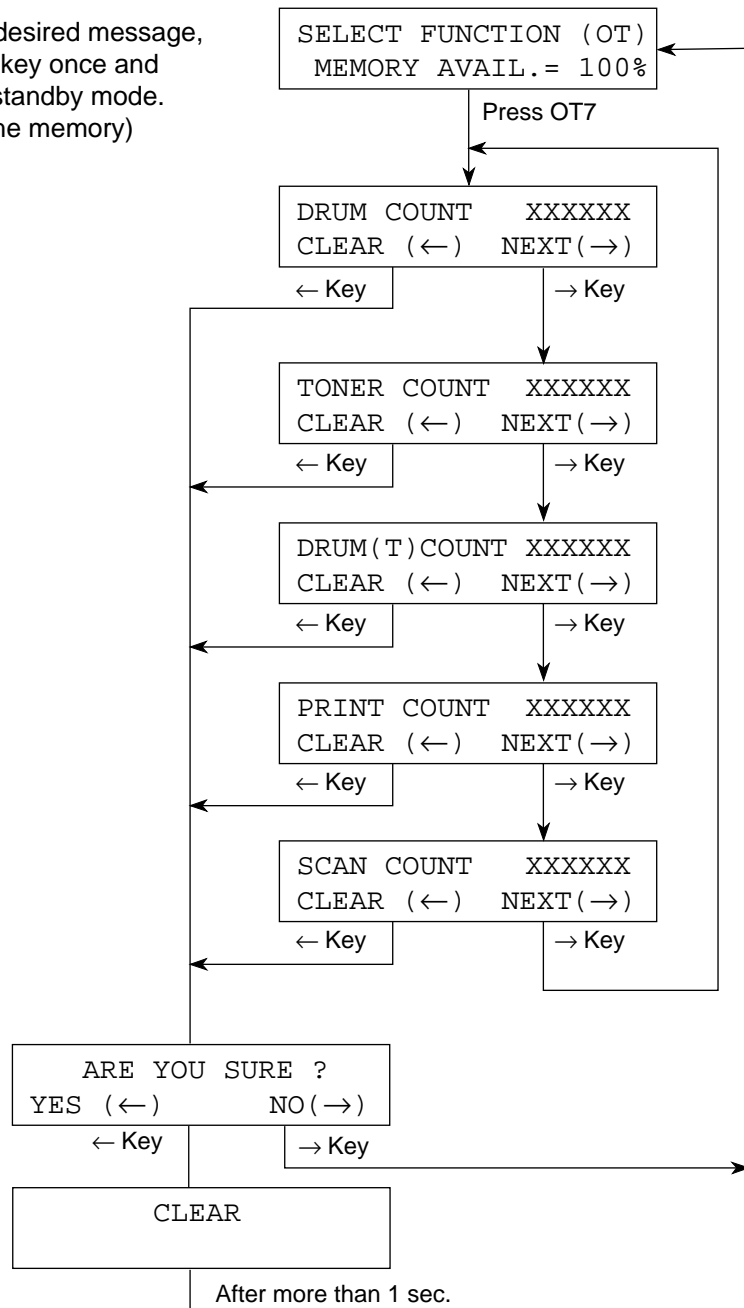 desired message,
key once and
standby mode.
ne memory)
SELECT FUNCTION (OT)
MEMORY AVAIL.= 100%
Press OT7
DRUM COUNT XXXXXX
CLEAR (←) NEXT(→)
← Key → Key
TONER COUNT XXXXXX
CLEAR (←) NEXT(→)
← Key → Key
DRUM(T)COUNT XXXXXX
CLEAR (←) NEXT(→)
← Key → Key
PRINT COUNT XXXXXX
CLEAR (←) NEXT(→)
← Key → Key
SCAN COUNT XXXXXX
CLEAR (←) NEXT(→)
← Key → Key
ARE YOU SURE ?
YES (←) NO(→)
← Key → Key
CLEAR
After more than 1 sec.